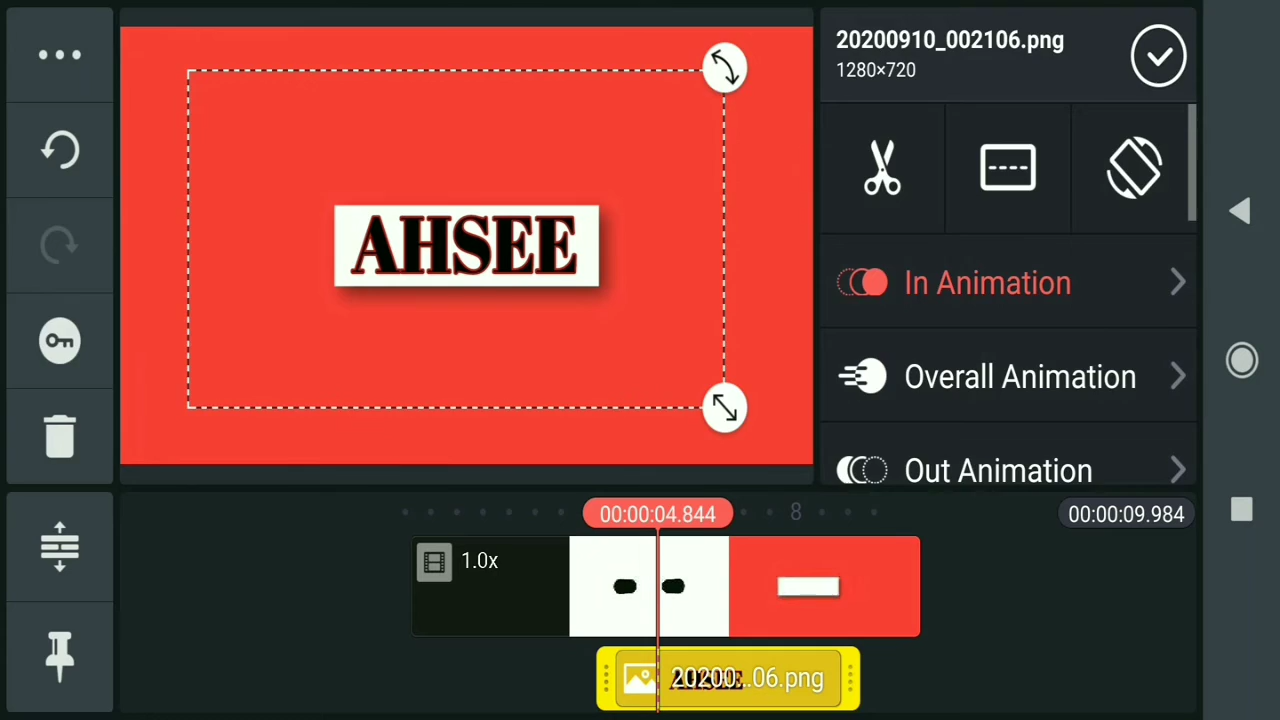 20200910_002106.png
1280×720
AHSEE
In Animation
Overall Animation
Out Animation
00:00:04.844
8
00:00:09.984
1.0x
20200...06.png